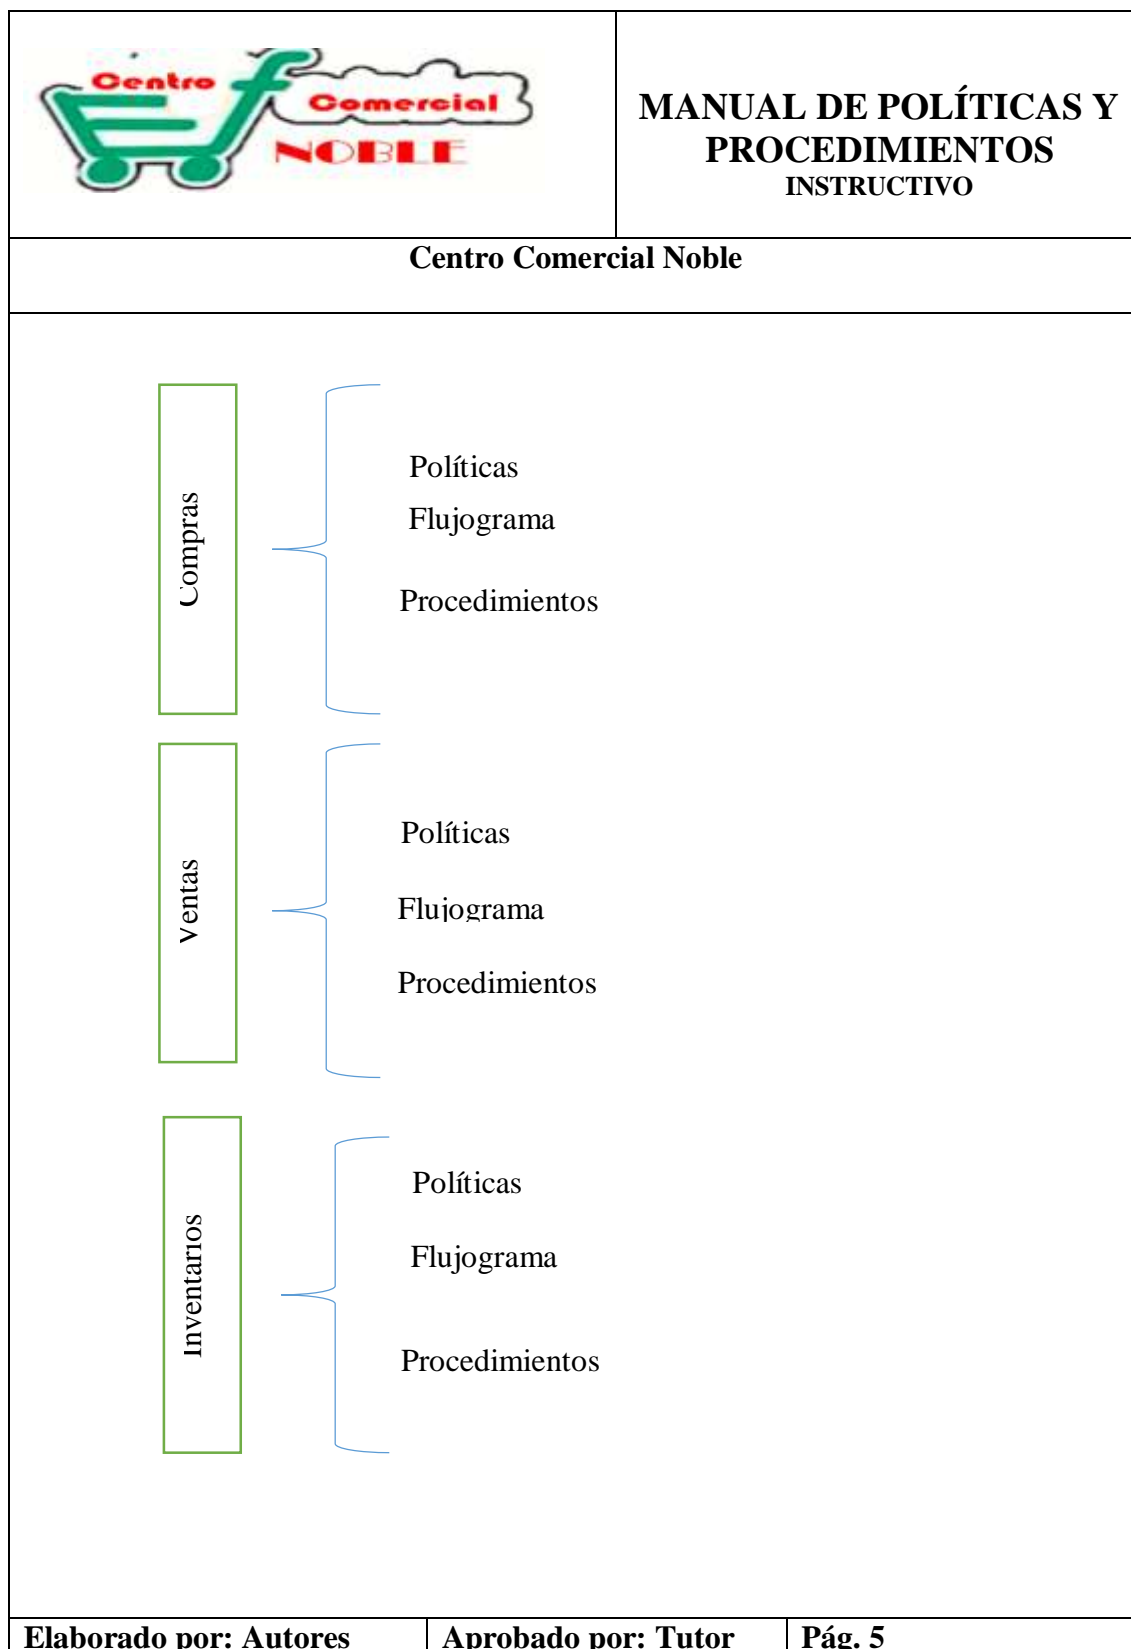 Centro
Comercial
NOBLE
MANUAL DE POLÍTICAS Y
PROCEDIMIENTOS
INSTRUCTIVO
Centro Comercial Noble
Compras
Políticas
Flujograma
Procedimientos
Ventas
Políticas
Flujograma
Procedimientos
Inventarios
Políticas
Flujograma
Procedimientos
Elaborado por: Autores
Aprobado por: Tutor
Pág. 5